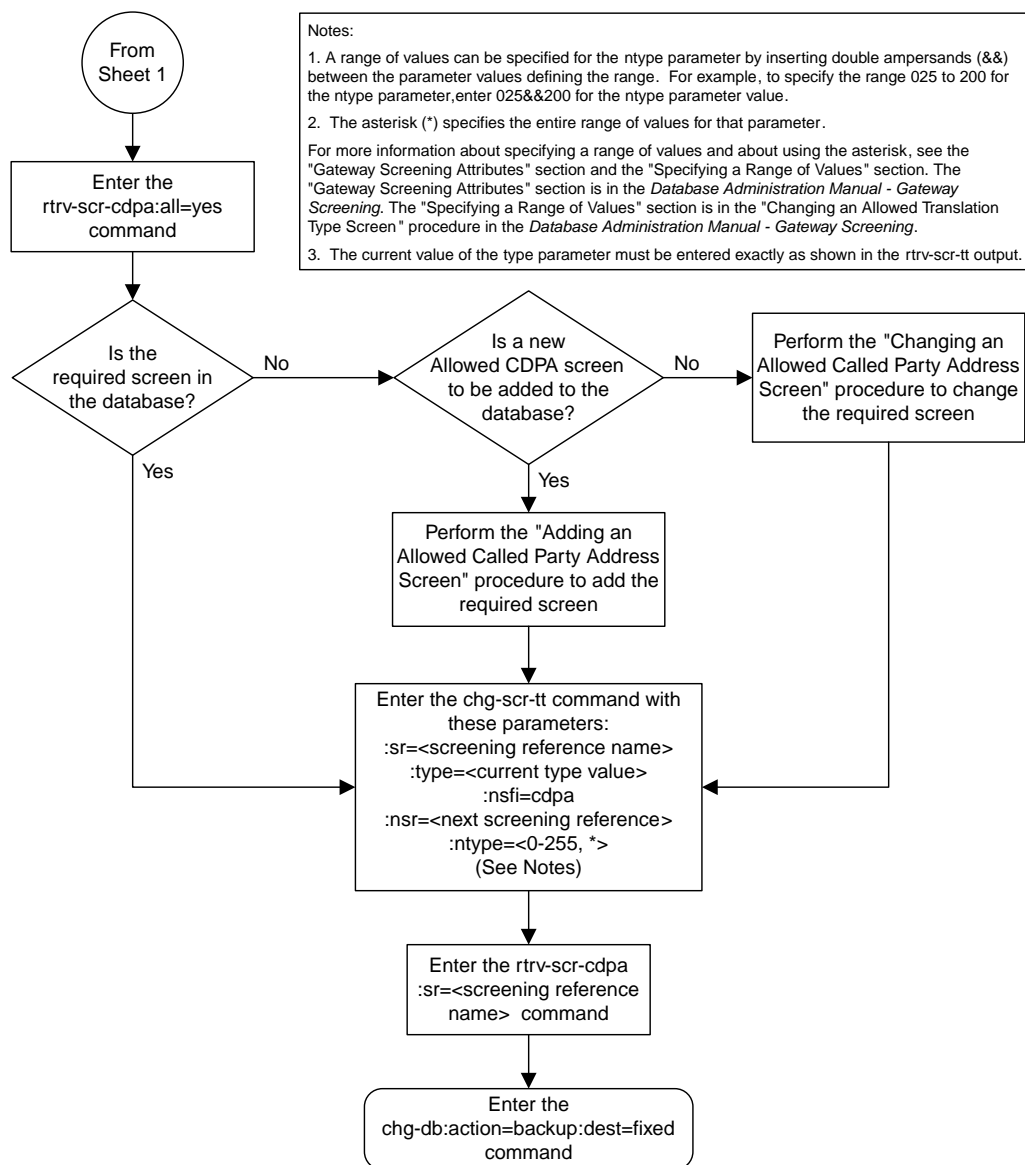 From
Sheet 1
Notes:
1. A range of values can be specified for the ntype parameter by inserting double ampersands (&&)
between the parameter values defining the range. For example, to specify the range 025 to 200 for
the ntype parameter,enter 025&&200 for the ntype parameter value.
2. The asterisk (*) specifies the entire range of values for that parameter.
For more information about specifying a range of values and about using the asterisk, see the
"Gateway Screening Attributes" section and the "Specifying a Range of Values" section. The
"Gateway Screening Attributes" section is in the Database Administration Manual - Gateway
Screening. The "Specifying a Range of Values" section is in the "Changing an Allowed Translation
Type Screen" procedure in the Database Administration Manual - Gateway Screening.
3. The current value of the type parameter must be entered exactly as shown in the rtrv-scr-tt output.
Enter the
rtrv-scr-cdpa:all=yes
command
Is the
required screen in
the database?
No
Yes
Is a new
Allowed CDPA screen
to be added to the
database?
No
Yes
Perform the "Changing an
Allowed Called Party Address
Screen" procedure to change
the required screen
Perform the "Adding an
Allowed Called Party Address
Screen" procedure to add the
required screen
Enter the chg-scr-tt command with
these parameters:
:sr=<screening reference name>
:type=<current type value>
:nsfi=cdpa
:nsr=<next screening reference>
:ntype=<0-255, *>
(See Notes)
Enter the rtrv-scr-cdpa
:sr=<screening reference
name> command
Enter the
chg-db:action=backup:dest=fixed
command